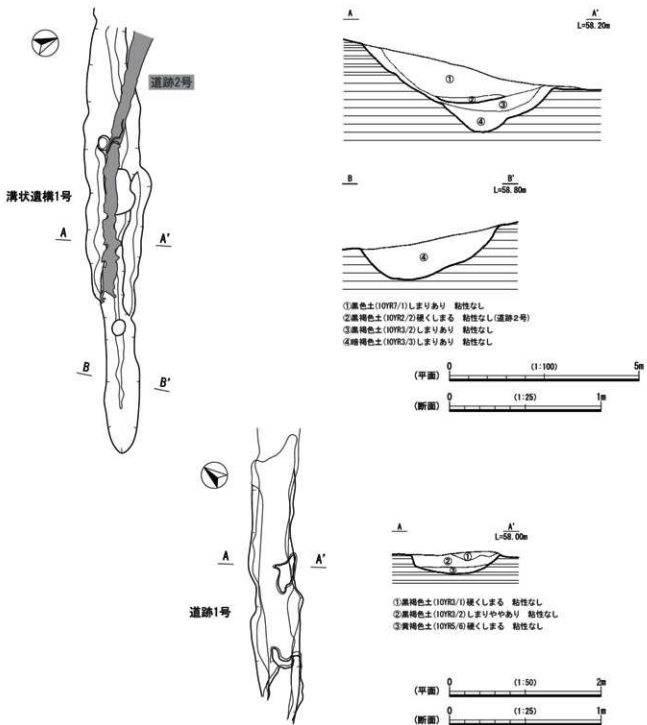 道跡2号
溝状遺構1号
A
A'
B
B'
A
A'
L=58.20m
①
②
③
④
B
B'
L=58.80m
④
①黒色土(10YR7/1)しまりあり 粘性なし
②黒褐色土(10YR2/2)硬くしまる 粘性なし(道跡2号)
③黒褐色土(10YR3/2)しまりあり 粘性なし
④暗褐色土(10YR3/3)しまりあり 粘性なし
(平面) 0 (1:100) 5m
(断面) 0 (1:25) 1m
道跡1号
A
A'
A
A'
L=58.00m
①
②
③
①黒褐色土(10YR3/1)硬くしまる 粘性なし
②黒褐色土(10YR3/2)しまりややあり 粘性なし
③黄褐色土(10YR5/6)硬くしまる 粘性なし
(平面) 0 (1:50) 2m
(断面) 0 (1:25) 1m